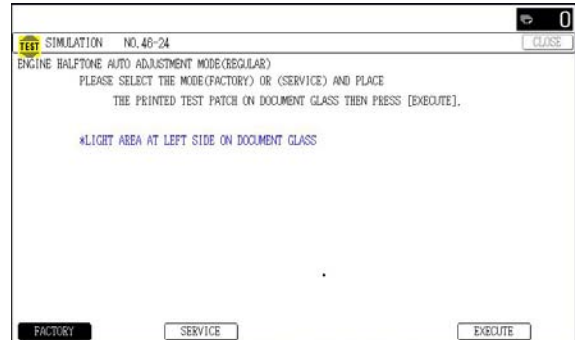 0
TEST SIMULATION NO. 46-24 CLOSE
ENGINE HALFTONE AUTO ADJUSTMENT MODE(REGULAR)
PLEASE SELECT THE MODE(FACTORY) OR (SERVICE) AND PLACE
THE PRINTED TEST PATCH ON DOCUMENT GLASS THEN PRESS [EXECUTE].
*LIGHT AREA AT LEFT SIDE ON DOCUMENT GLASS
FACTORY SERVICE EXECUTE